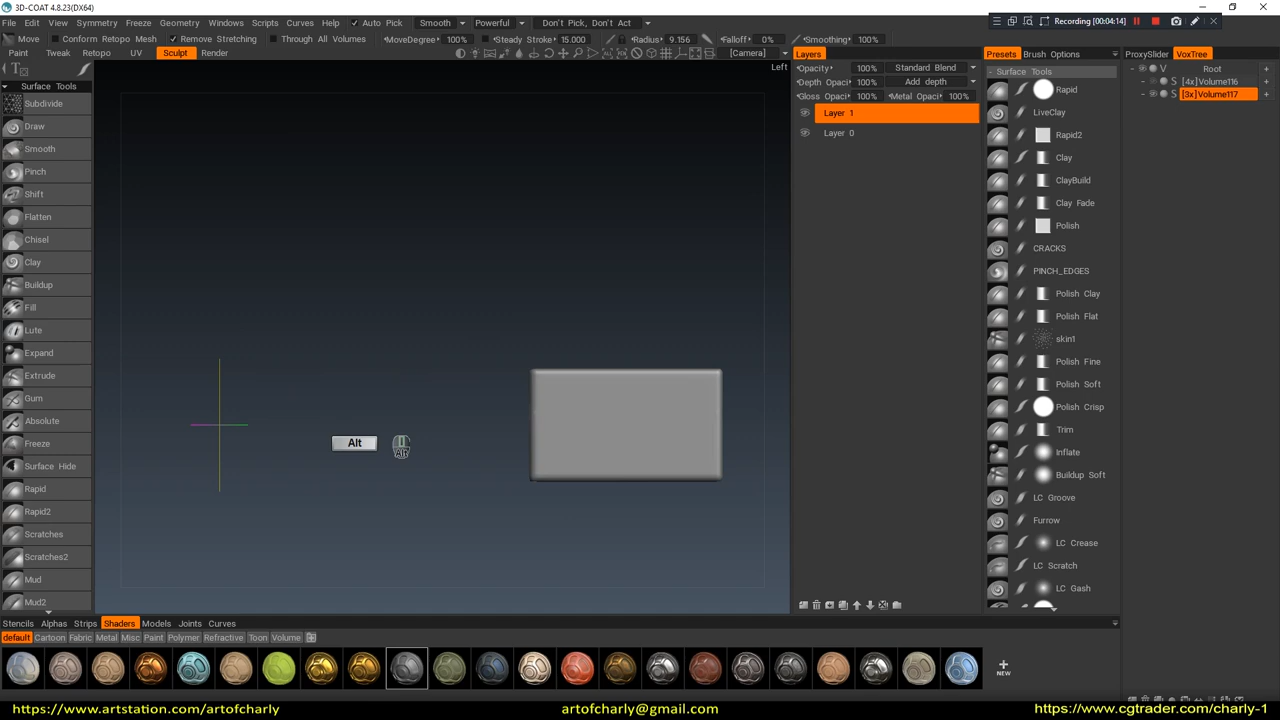 3D-COAT 4.8.23(DX64)
Recording [00:04:14]
File Edit View Symmetry Freeze Geometry Windows Scripts Curves Help Auto Pick Smooth Powerful Don't Pick, Don't Act
Move Conform Retopo Mesh Remove Stretching Through All Volumes MoveDegree 100% Steady Stroke 15.000 Radius 9.156 Falloff 0% Smoothing 100%
Paint Tweak Retopo UV Sculpt Render [Camera]
Left
Surface Tools
Subdivide
Draw
Smooth
Pinch
Shift
Flatten
Chisel
Clay
Buildup
Fill
Lute
Expand
Extrude
Gum
Absolute
Freeze
Surface Hide
Rapid
Rapid2
Scratches
Scratches2
Mud
Mud2
Alt
Alt
Layers
Opacity 100% Standard Blend
Depth Opaci 100% Add depth
Gloss Opaci 100% Metal Opaci 100%
Layer 1
Layer 0
Presets Brush Options
Surface Tools
Rapid
LiveClay
Rapid2
Clay
ClayBuild
Clay Fade
Polish
CRACKS
PINCH_EDGES
Polish Clay
Polish Flat
skin1
Polish Fine
Polish Soft
Polish Crisp
Trim
Inflate
Buildup Soft
LC Groove
Furrow
LC Crease
LC Scratch
LC Gash
ProxySlider VoxTree
V Root +
S [4x]Volume116 +
S [3x]Volume117 +
Stencils Alphas Strips Shaders Models Joints Curves
default Cartoon Fabric Metal Misc Paint Polymer Refractive Toon Volume
NEW
https://www.artstation.com/artofcharly artofcharly@gmail.com https://www.cgtrader.com/charly-1